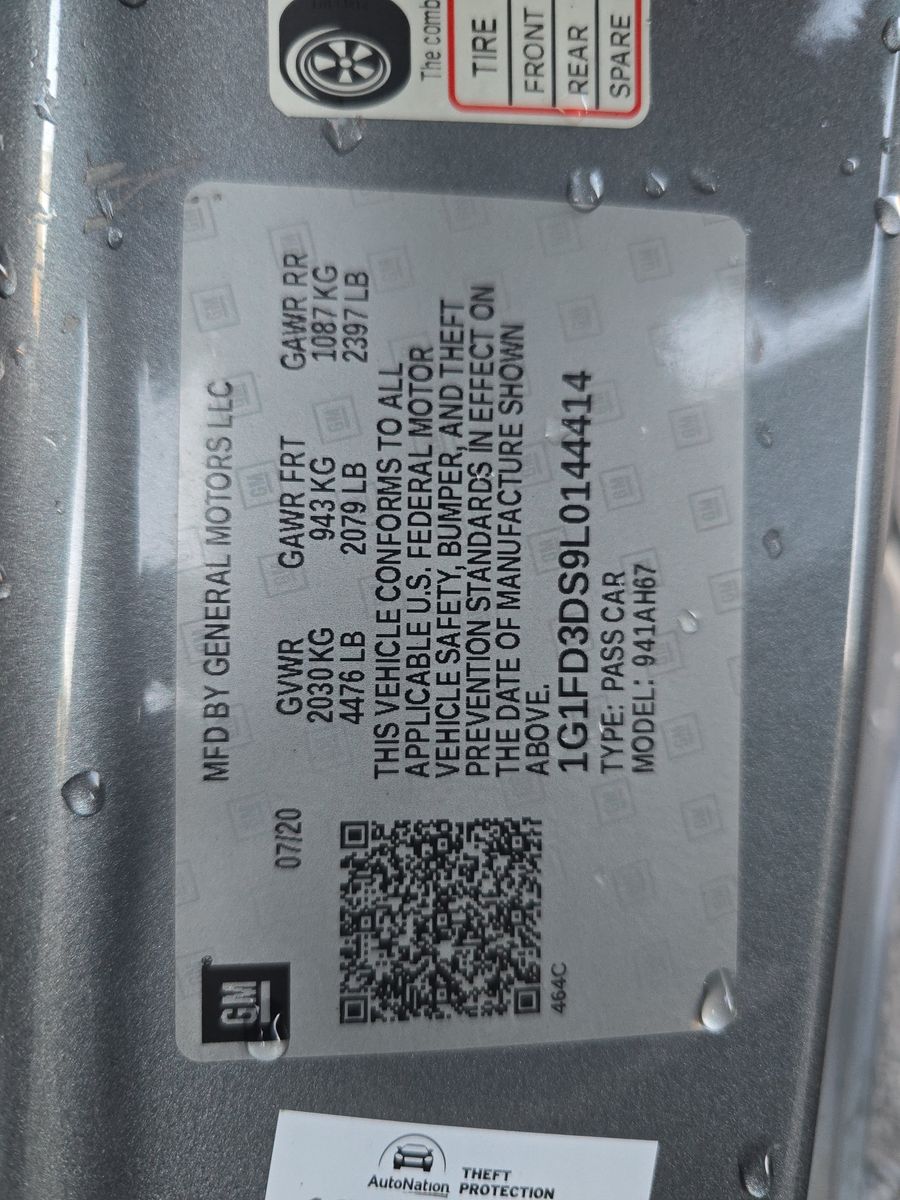 The comb
TIRE
FRONT
REAR
SPARE
GM
MFD BY GENERAL MOTORS LLC
07/20 GVWR GAWR FRT GAWR RR
2030 KG 943 KG 1087 KG
4476 LB 2079 LB 2397 LB
THIS VEHICLE CONFORMS TO ALL
APPLICABLE U.S. FEDERAL MOTOR
VEHICLE SAFETY, BUMPER, AND THEFT
PREVENTION STANDARDS IN EFFECT ON
THE DATE OF MANUFACTURE SHOWN
ABOVE.
1G1FD3DS9L0144414
TYPE: PASS CAR
MODEL: 941AH67
464C
AutoNation
THEFT
PROTECTION